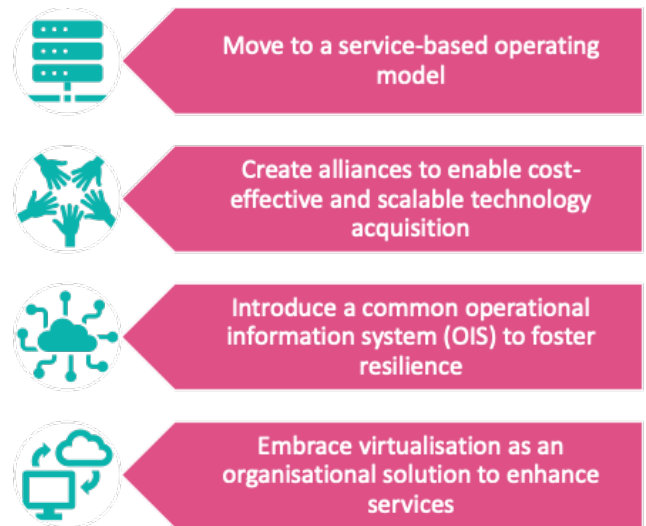 Move to a service-based operating
model
Create alliances to enable cost-
effective and scalable technology
acquisition
Introduce a common operational
information system (OIS) to foster
resilience
Embrace virtualisation as an
organisational solution to enhance
services